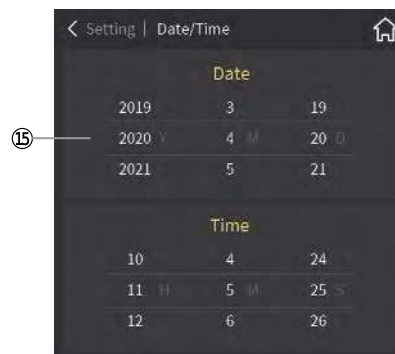 Setting | Date/Time
Date
2019 3 19
⑮ 2020 Y 4 M 20 D
2021 5 21
Time
10 4 24
11 H 5 M 25 S
12 6 26